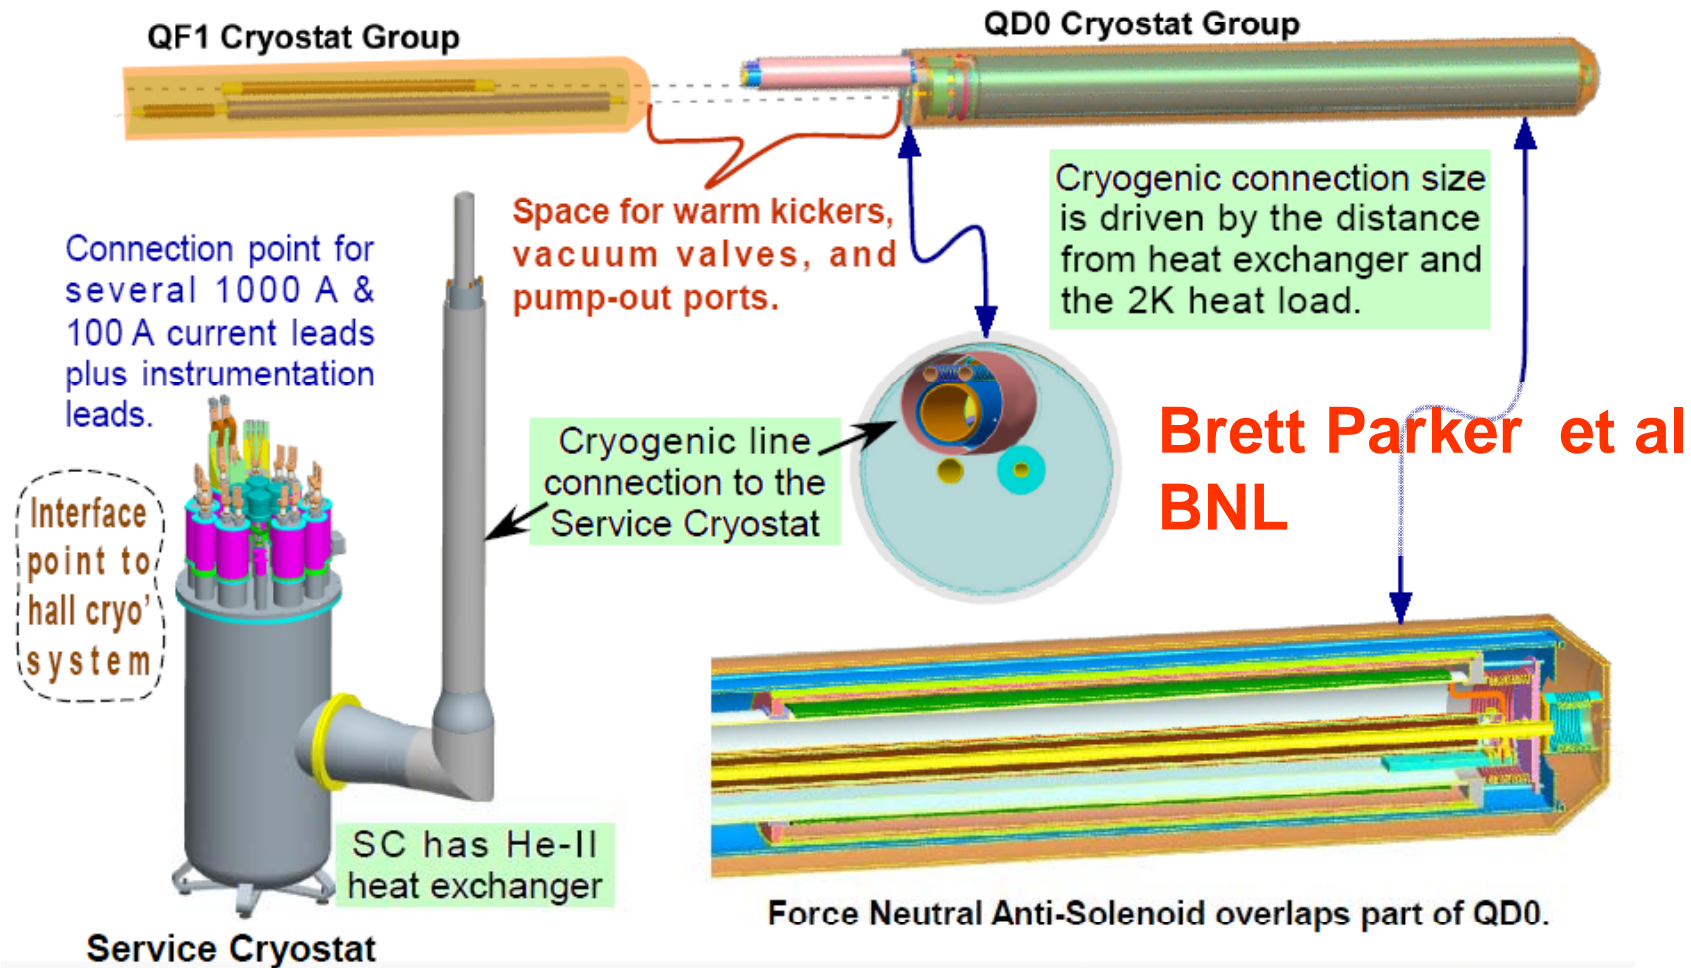 QF1 Cryostat Group
QD0 Cryostat Group
Connection point for
several 1000 A &
100 A current leads
plus instrumentation
leads.
Space for warm kickers,
vacuum valves, and
pump-out ports.
Cryogenic connection size
is driven by the distance
from heat exchanger and
the 2K heat load.
Interface
point to
hall cryo'
system
Cryogenic line
connection to the
Service Cryostat
Brett Parker et al
BNL
SC has He-II
heat exchanger
Force Neutral Anti-Solenoid overlaps part of QD0.
Service Cryostat